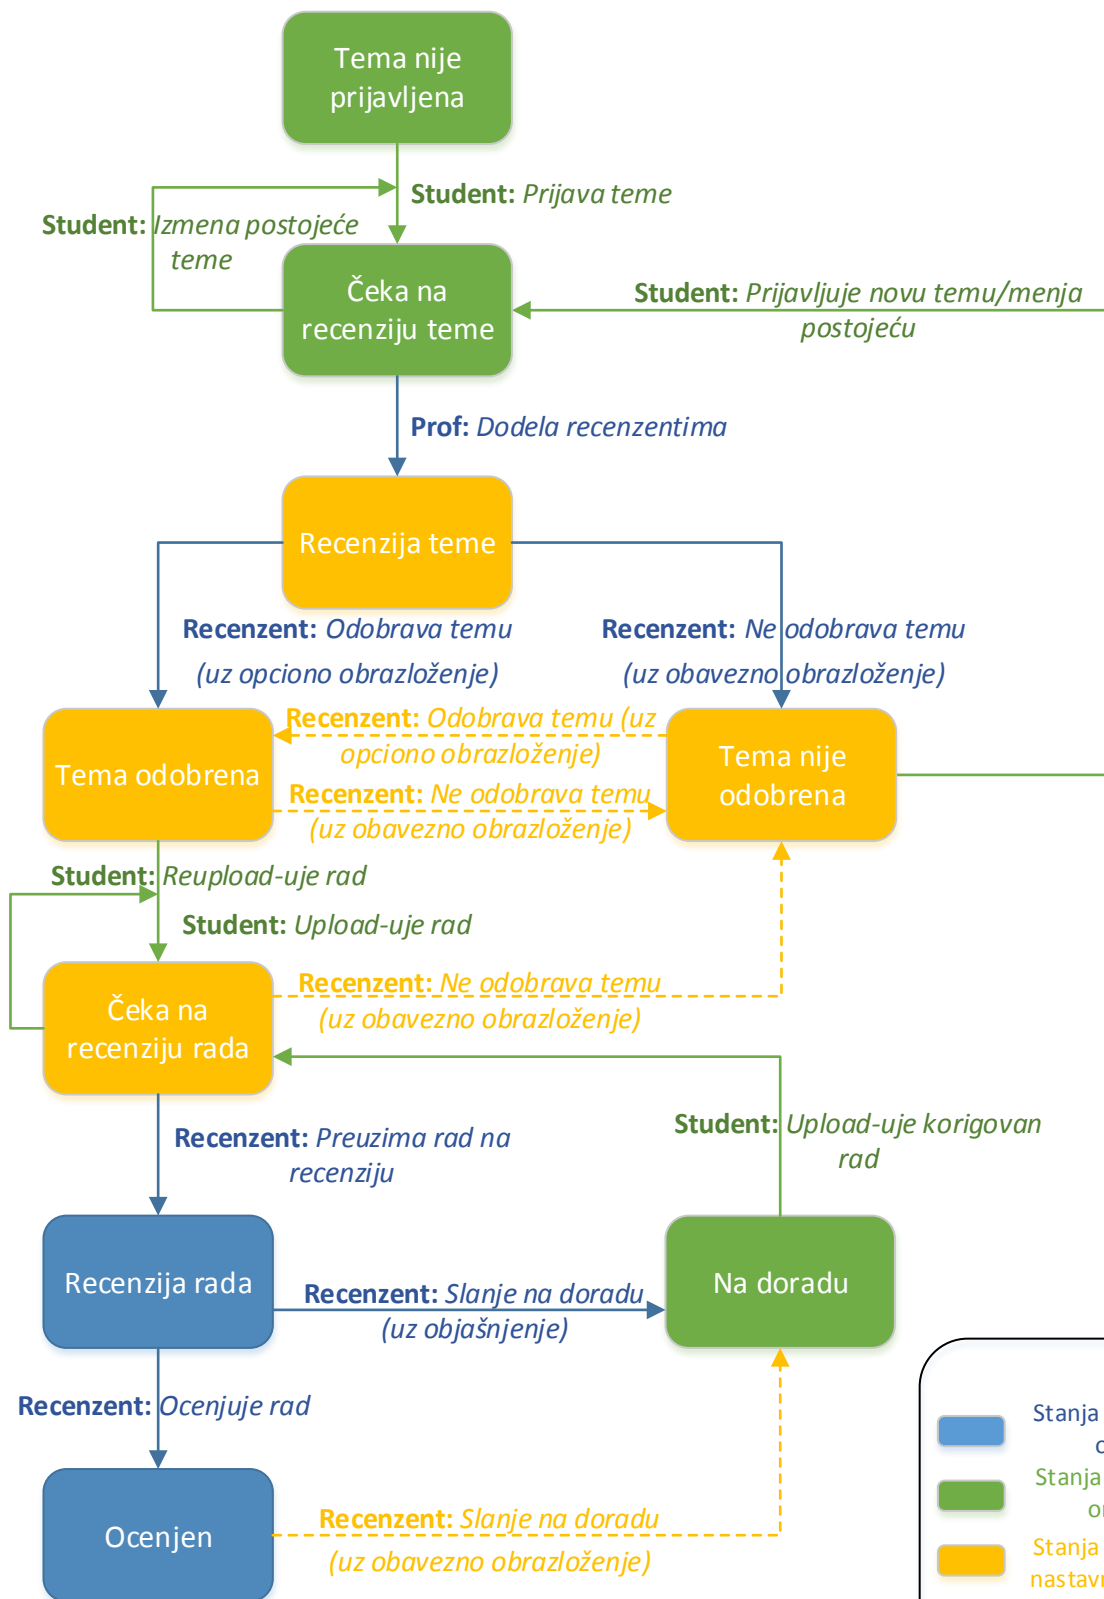 Tema nije
prijavljena
Student: Prijava teme
Student: Izmena postojeće
teme
Čeka na
recenziju teme
Student: Prijavljuje novu temu/menja
postojeću
Prof: Dodela recenzentima
Recenzija teme
Recenzent: Odobrava temu
(uz opciono obrazloženje)
Recenzent: Ne odobrava temu
(uz obavezno obrazloženje)
Tema odobrena
Recenzent: Odobrava temu (uz
opciono obrazloženje)
Recenzent: Ne odobrava temu
(uz obavezno obrazloženje)
Tema nije
odobrena
Student: Reupload-uje rad
Student: Upload-uje rad
Čeka na
recenziju rada
Recenzent: Ne odobrava temu
(uz obavezno obrazloženje)
Recenzent: Preuzima rad na
recenziju
Student: Upload-uje korigovan
rad
Recenzija rada
Recenzent: Slanje na doradu
(uz objašnjenje)
Na doradu
Recenzent: Ocenjuje rad
Ocenjen
Recenzent: Slanje na doradu
(uz obavezno obrazloženje)
Stanja
Stanja
Stanja